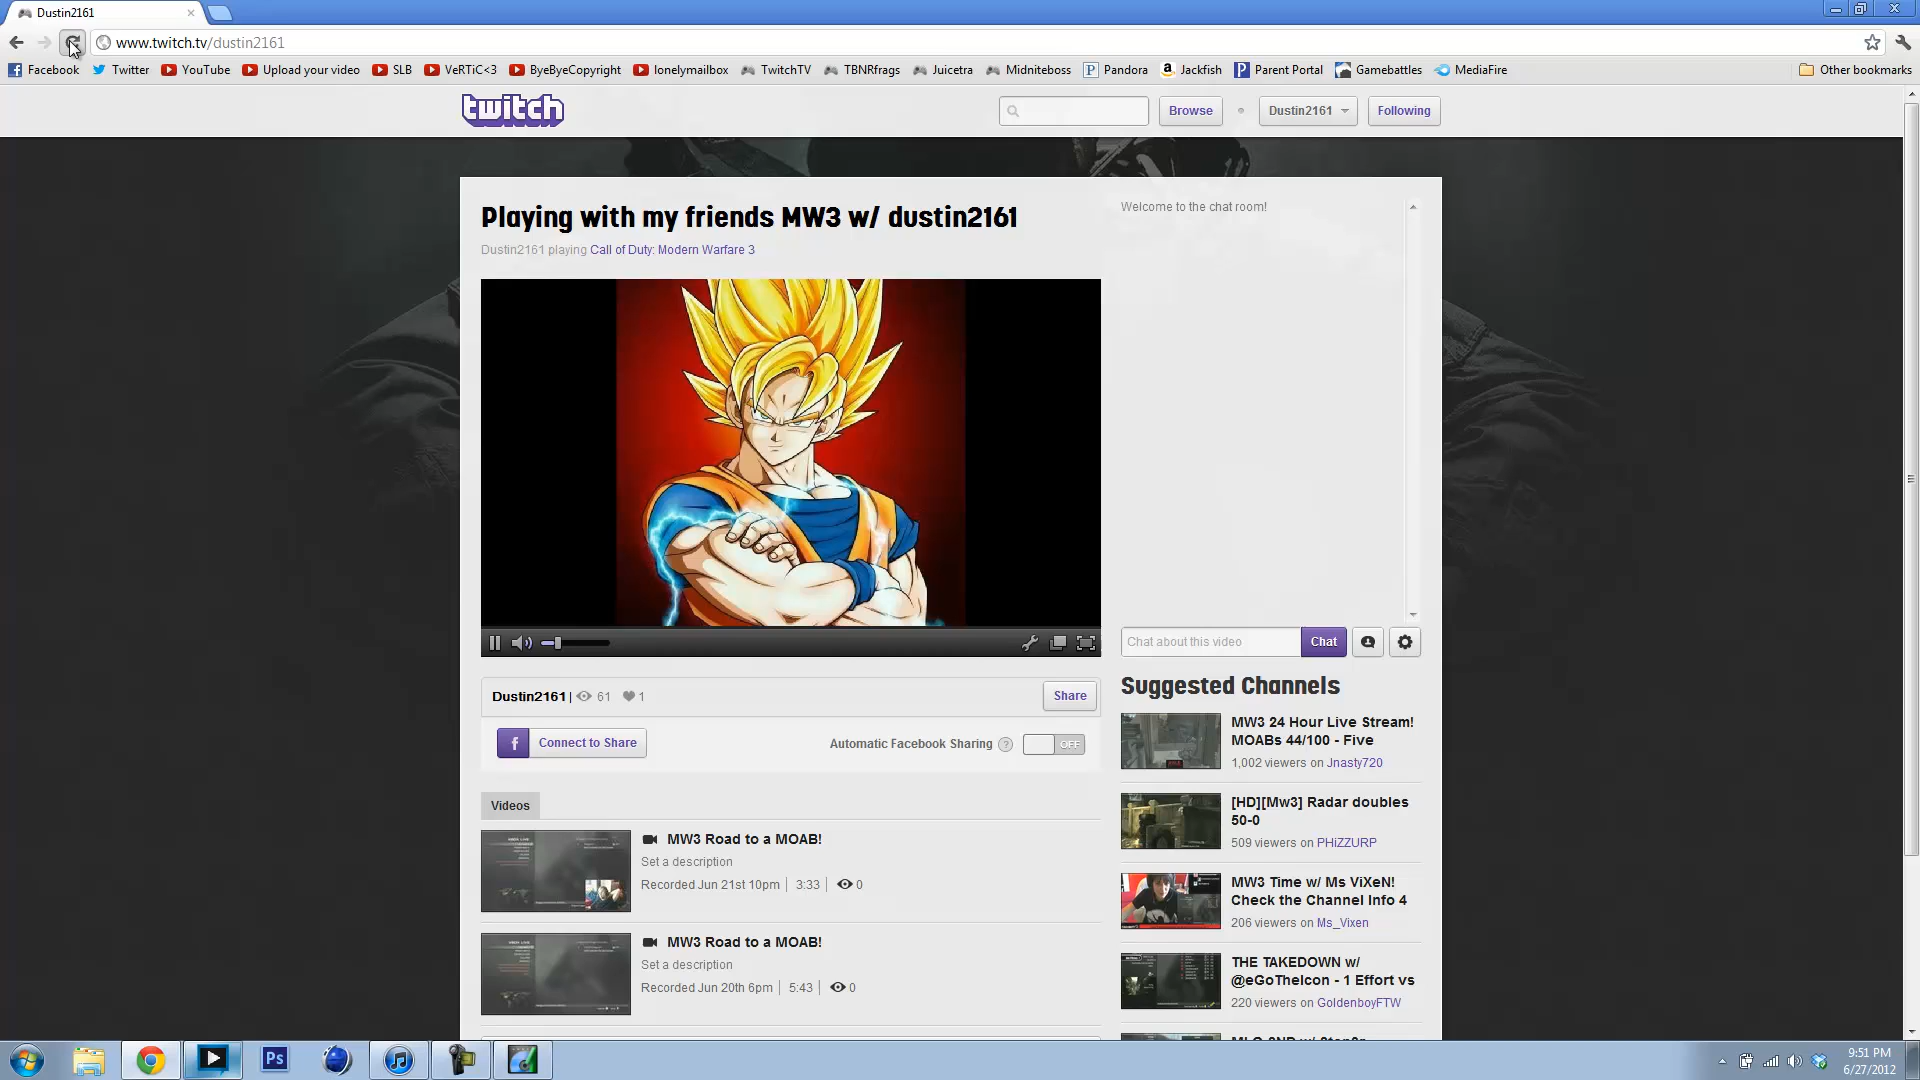 Dustin2161
www.twitch.tv/dustin2161
Facebook Twitter YouTube Upload your video SLB VeRTiC<3 ByeByeCopyright lonelymailbox TwitchTV TBNRfrags Juicetra Midniteboss Pandora Jackfish Parent Portal Gamebattles MediaFire Other bookmarks
twitch Browse Dustin2161 Following
Playing with my friends MW3 w/ dustin2161
Dustin2161 playing Call of Duty: Modern Warfare 3
Welcome to the chat room!
Chat about this video Chat
Dustin2161 | 61 1 Share
Connect to Share Automatic Facebook Sharing ? OFF
Videos
MW3 Road to a MOAB!
Set a description
Recorded Jun 21st 10pm | 3:33 | 0
MW3 Road to a MOAB!
Set a description
Recorded Jun 20th 6pm | 5:43 | 0
Suggested Channels
MW3 24 Hour Live Stream!
MOABs 44/100 - Five
1,002 viewers on Jnasty720
[HD][Mw3] Radar doubles
50-0
509 viewers on PHiZZURP
MW3 Time w/ Ms ViXeN!
Check the Channel Info 4
206 viewers on Ms_Vixen
THE TAKEDOWN w/
@eGoTheIcon - 1 Effort vs
220 viewers on GoldenboyFTW
Ps
9:51 PM
6/27/2012